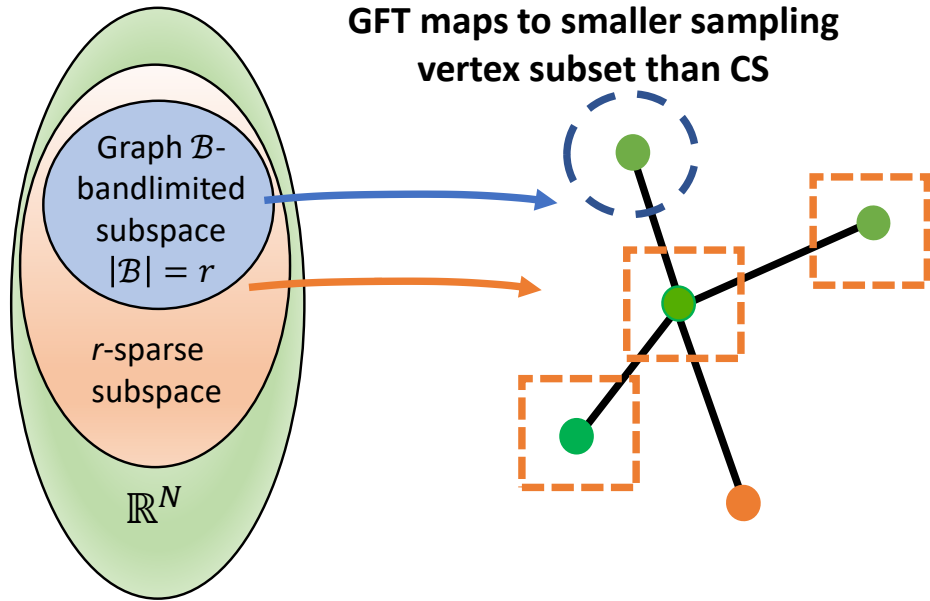 GFT maps to smaller sampling
vertex subset than CS
Graph ℬ-
bandlimited
subspace
|ℬ| = r
r-sparse
subspace
ℝ^N